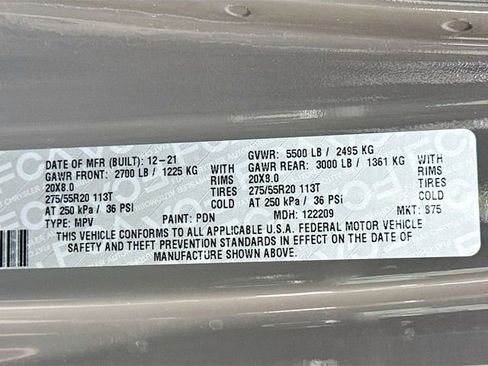 DATE OF MFR (BUILT): 12-21 GVWR: 5500 LB / 2495 KG
GAWR FRONT: 2700 LB / 1225 KG WITH GAWR REAR: 3000 LB / 1361 KG WITH
20X8.0 RIMS 20X8.0 RIMS
275/55R20 113T TIRES 275/55R20 113T TIRES
AT 250 kPa / 36 PSi COLD AT 250 kPa / 36 PSi COLD
TYPE: MPV PAINT: PDN MDH: 122209 MKT: 875
THIS VEHICLE CONFORMS TO ALL APPLICABLE U.S.A. FEDERAL MOTOR VEHICLE
SAFETY AND THEFT PREVENTION STANDARDS IN EFFECT ON THE DATE OF
MANUFACTURE SHOWN ABOVE.